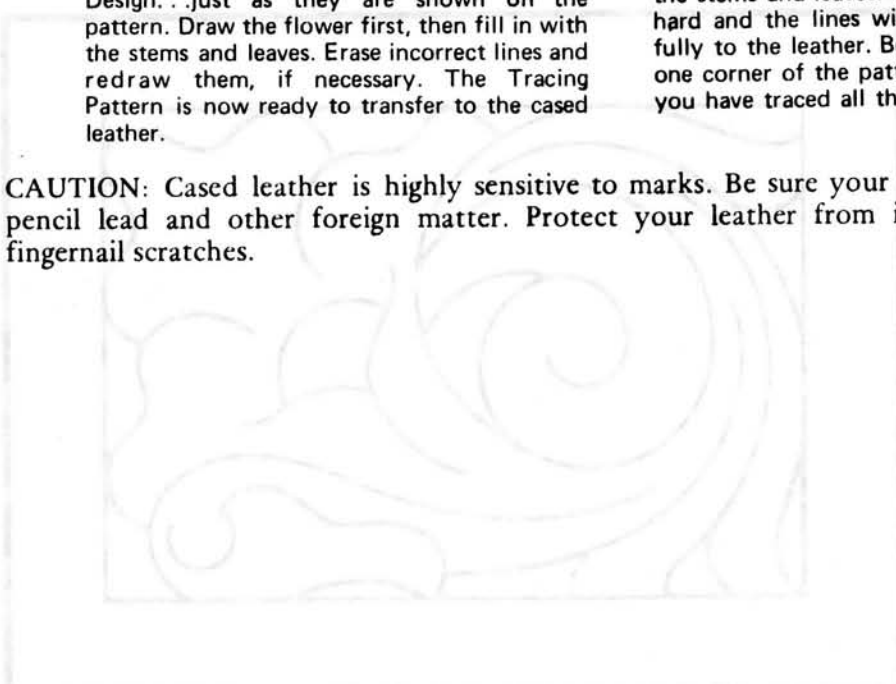 Design. . .just as they are shown on the
pattern. Draw the flower first, then fill in with
the stems and leaves. Erase incorrect lines and
redraw them, if necessary. The Tracing
Pattern is now ready to transfer to the cased
leather.
hard and the lines
fully to the leather.
one corner of the
you have traced all
CAUTION: Cased leather is highly sensitive to marks. Be sure your
pencil lead and other foreign matter. Protect your leather from
fingernail scratches.